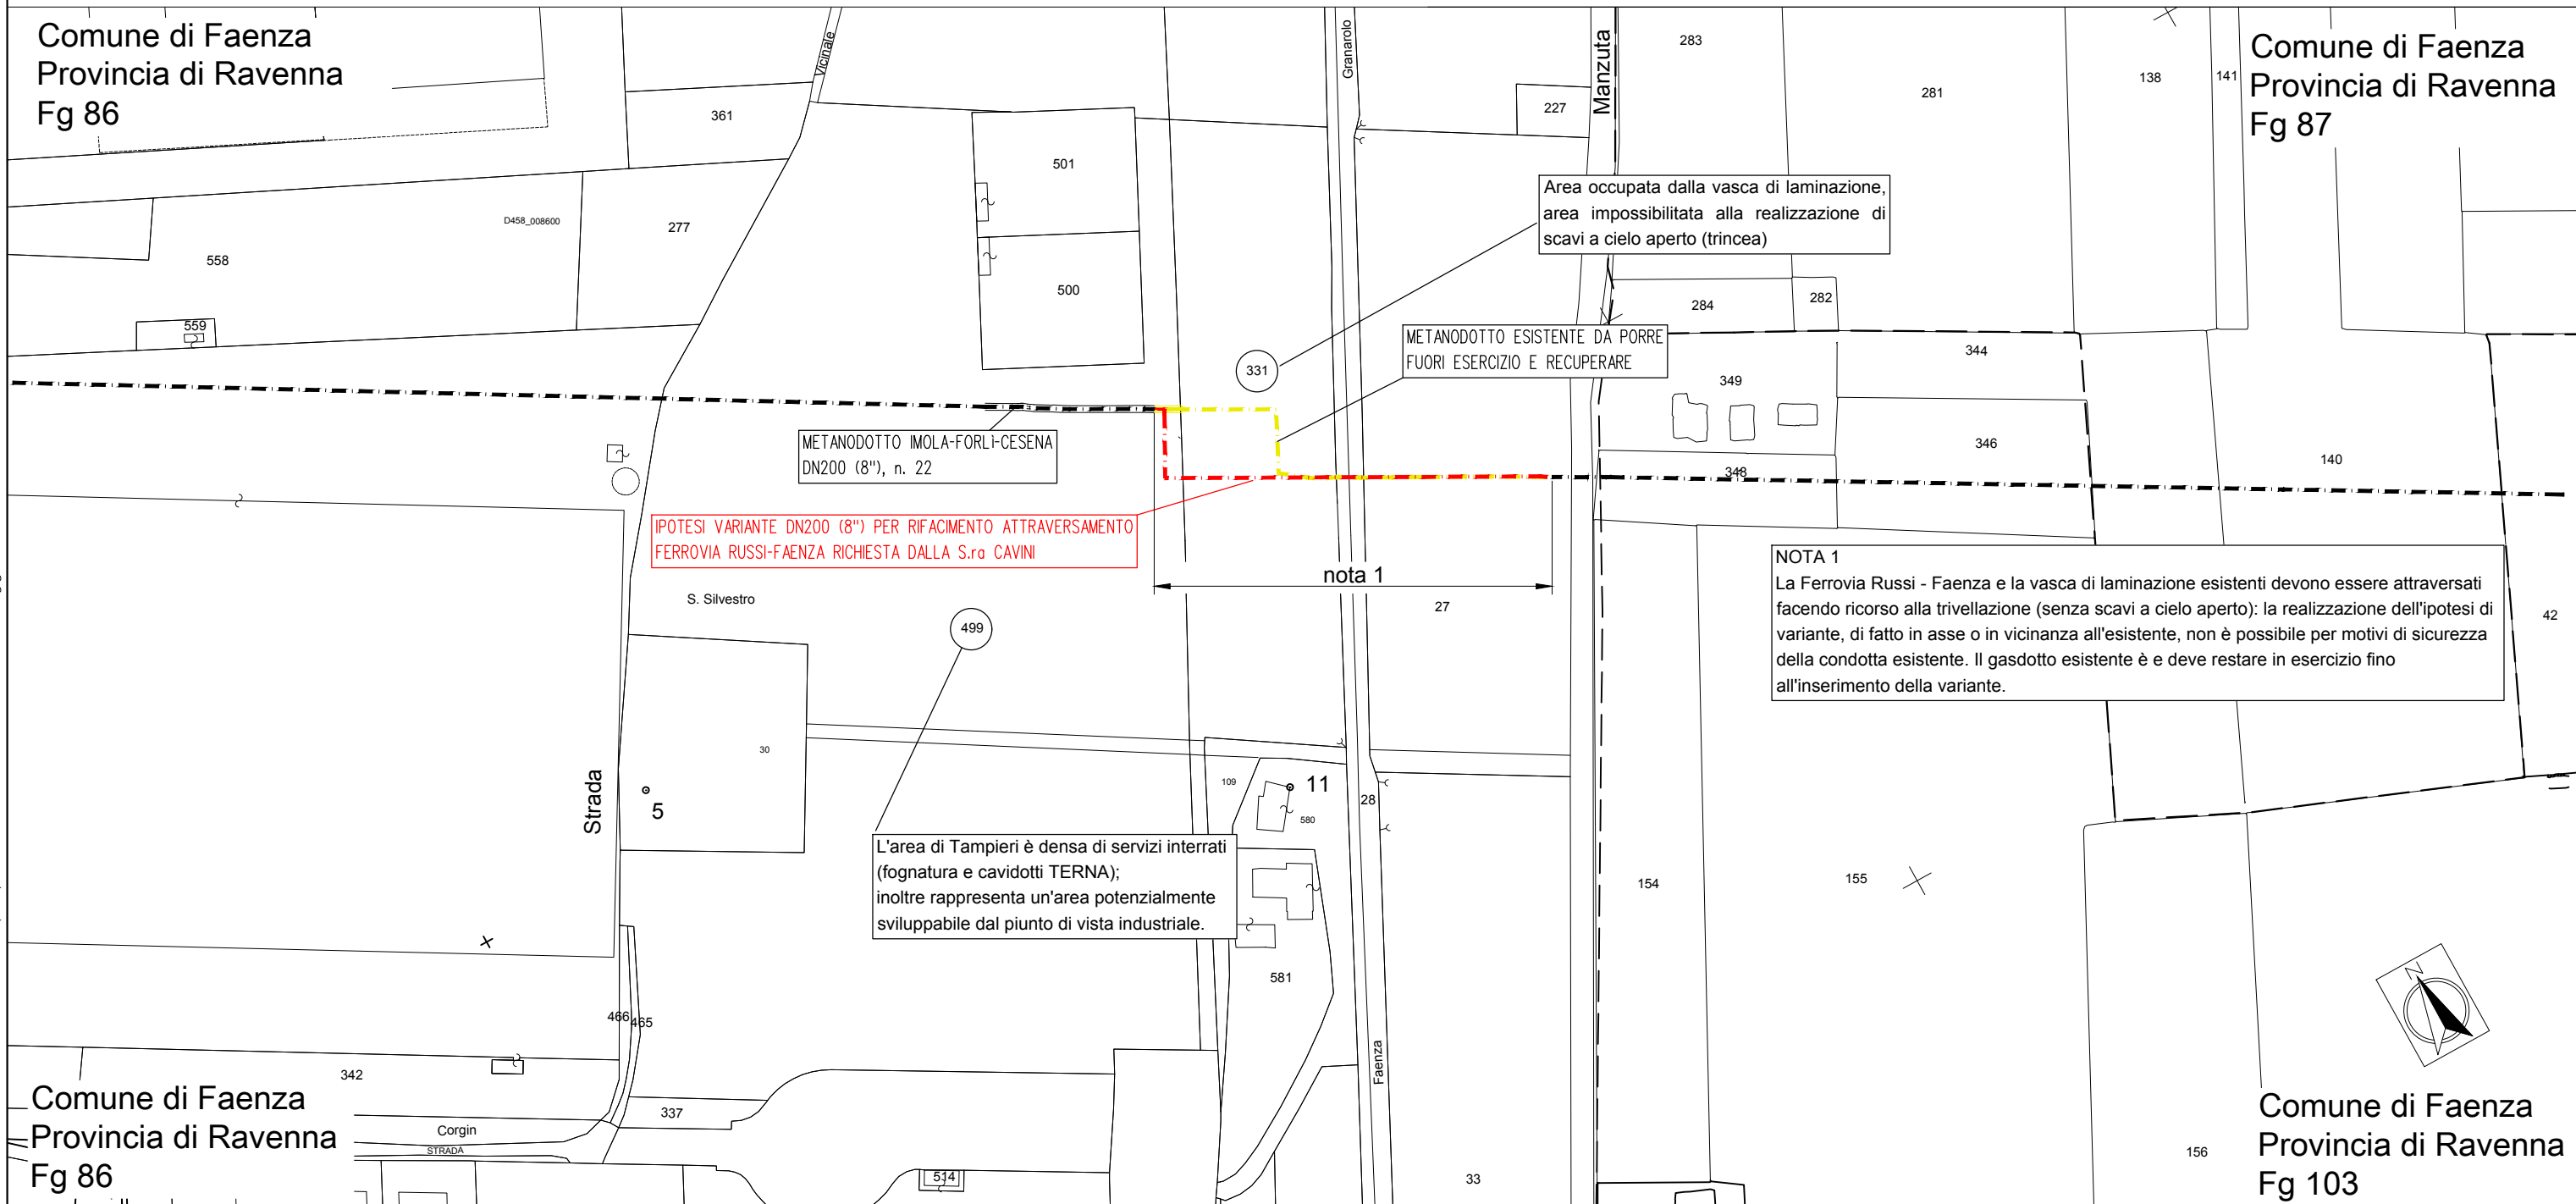 Comune di Faenza
Provincia di Ravenna
Fg 86
Comune di Faenza
Provincia di Ravenna
Fg 87
Vicinale
Granarolo
Manzuta
283
281
138
141
361
227
501
D458_008600
277
558
500
559
284
282
344
349
346
348
140
42
331
Area occupata dalla vasca di laminazione,
area impossibilitata alla realizzazione di
scavi a cielo aperto (trincea)
METANODOTTO ESISTENTE DA PORRE
FUORI ESERCIZIO E RECUPERARE
METANODOTTO IMOLA-FORLì-CESENA
DN200 (8"), n. 22
IPOTESI VARIANTE DN200 (8") PER RIFACIMENTO ATTRAVERSAMENTO
FERROVIA RUSSI-FAENZA RICHIESTA DALLA S.ra CAVINI
nota 1
NOTA 1
La Ferrovia Russi - Faenza e la vasca di laminazione esistenti devono essere attraversati
facendo ricorso alla trivellazione (senza scavi a cielo aperto): la realizzazione dell'ipotesi di
variante, di fatto in asse o in vicinanza all'esistente, non è possibile per motivi di sicurezza
della condotta esistente. Il gasdotto esistente è e deve restare in esercizio fino
all'inserimento della variante.
S. Silvestro
499
27
30
Strada
5
109
11
580
28
L'area di Tampieri è densa di servizi interrati
(fognatura e cavidotti TERNA);
inoltre rappresenta un'area potenzialmente
sviluppabile dal piunto di vista industriale.
154
155
581
466
465
Faenza
N
342
337
Corgin
STRADA
514
33
156
Comune di Faenza
Provincia di Ravenna
Fg 86
Comune di Faenza
Provincia di Ravenna
Fg 103